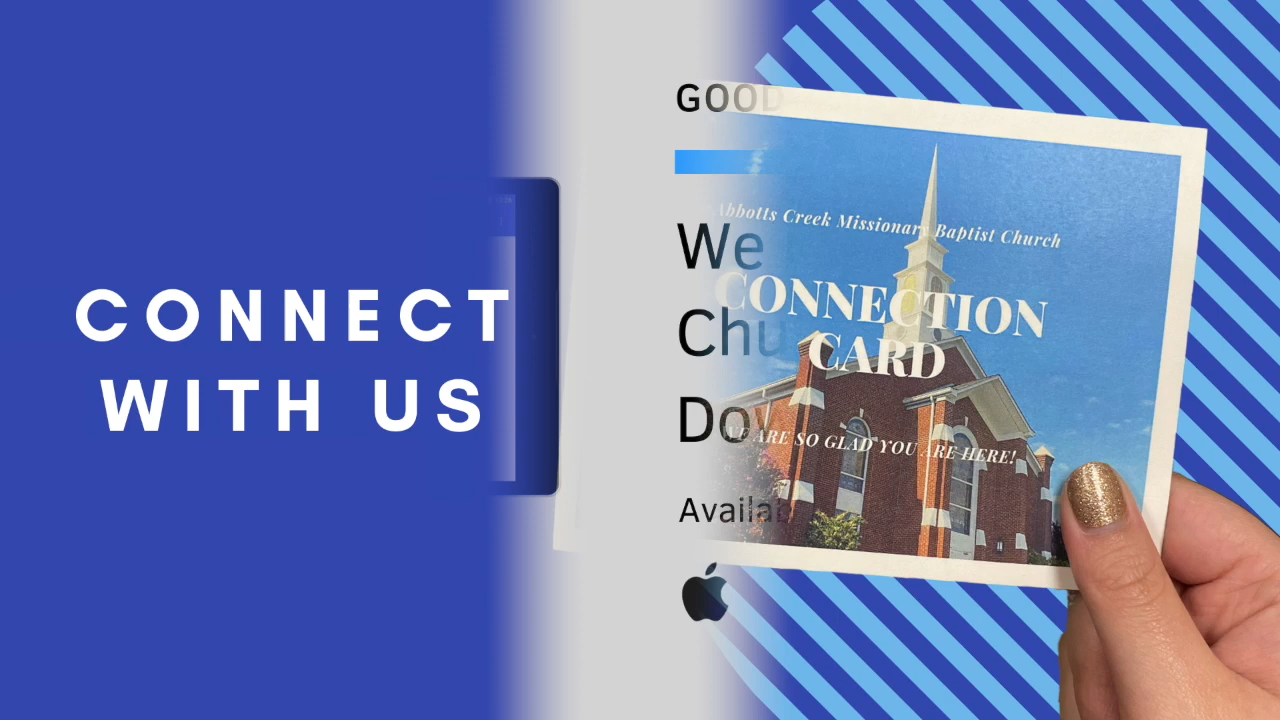 CONNECT
WITH US
GOOD
We
Chu
Do
Availab
Abbotts Creek Missionary Baptist Church
CONNECTION
CARD
WE ARE SO GLAD YOU ARE HERE!